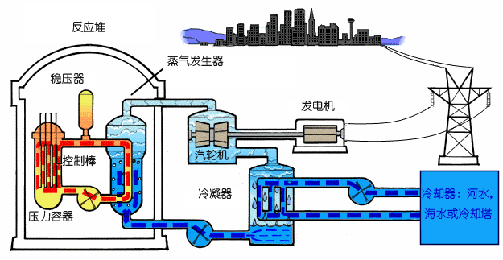 反应堆
蒸气发生器
稳压器
发电机
控制棒
汽轮机
冷凝器
压力容器
冷却器：河水，
海水或冷却塔